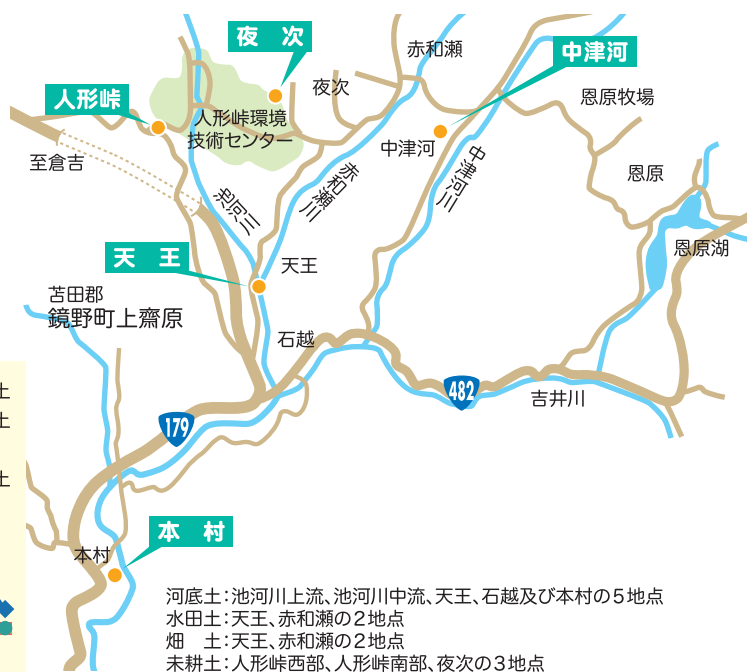 夜 次
赤和瀬
中津河
人形峠
夜次
恩原牧場
人形峠環境
技術センター
中津河
至倉吉
中津河川
恩原
赤和瀬川
池河川
恩原湖
天 王
天王
苫田郡
鏡野町上齋原
石越
土
482
吉井川
土
179
土
本 村
本村
河底土:池河川上流、池河川中流、天王、石越及び本村の5地点
水田土:天王、赤和瀬の2地点
畑 土:天王、赤和瀬の2地点
未耕土:人形峠西部、人形峠南部、夜次の3地点